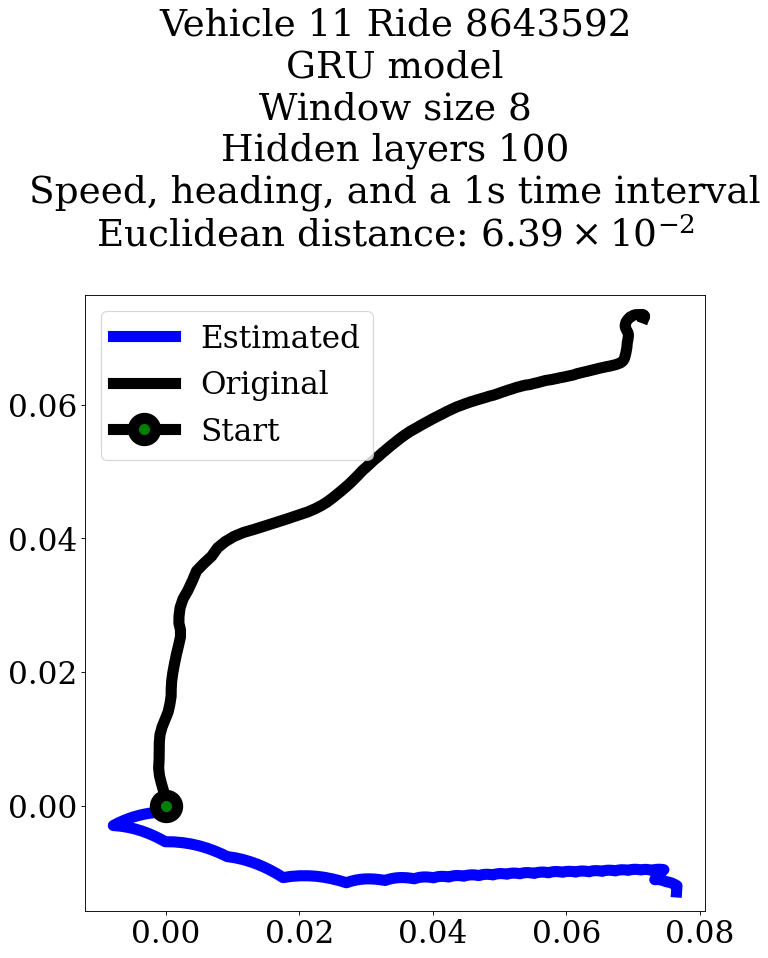 Vehicle 11 Ride 8643592
GRU model
Window size 8
Hidden layers 100
Speed, heading, and a 1s time interval
Euclidean distance: 6.39 × 10⁻²
Estimated
Original
Start
0.06
0.04
0.02
0.00
0.00 0.02 0.04 0.06 0.08